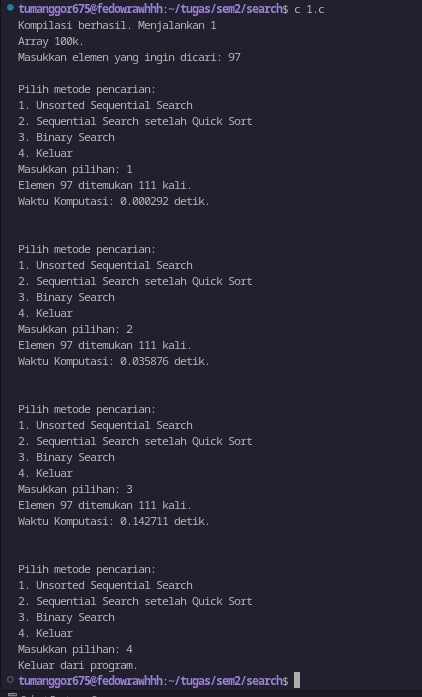 tumanggor675@fedowrawhhh:~/tugas/sem2/search$ c 1.c
Kompilasi berhasil. Menjalankan 1
Array 100k.
Masukkan elemen yang ingin dicari: 97
Pilih metode pencarian:
1. Unsorted Sequential Search
2. Sequential Search setelah Quick Sort
3. Binary Search
4. Keluar
Masukkan pilihan: 1
Elemen 97 ditemukan 111 kali.
Waktu Komputasi: 0.000292 detik.
Pilih metode pencarian:
1. Unsorted Sequential Search
2. Sequential Search setelah Quick Sort
3. Binary Search
4. Keluar
Masukkan pilihan: 2
Elemen 97 ditemukan 111 kali.
Waktu Komputasi: 0.035876 detik.
Pilih metode pencarian:
1. Unsorted Sequential Search
2. Sequential Search setelah Quick Sort
3. Binary Search
4. Keluar
Masukkan pilihan: 3
Elemen 97 ditemukan 111 kali.
Waktu Komputasi: 0.142711 detik.
Pilih metode pencarian:
1. Unsorted Sequential Search
2. Sequential Search setelah Quick Sort
3. Binary Search
4. Keluar
Masukkan pilihan: 4
Keluar dari program.
tumanggor675@fedowrawhhh:~/tugas/sem2/search$